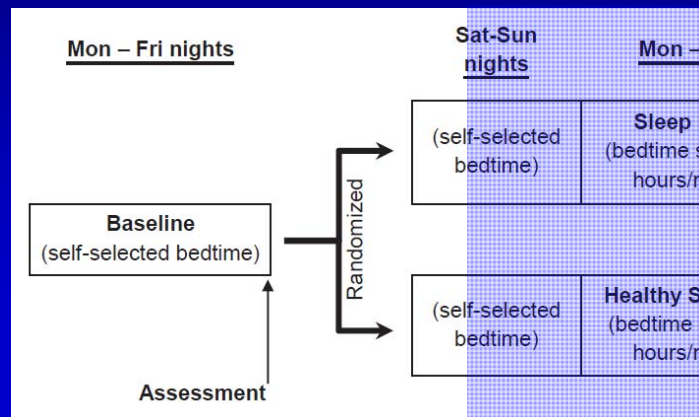 Mon – Fri nights
Sat-Sun
nights
Mon –
(self-selected
bedtime)
Sleep
(bedtime s
hours/r
Randomized
Baseline
(self-selected bedtime)
(self-selected
bedtime)
Healthy S
(bedtime
hours/r
Assessment